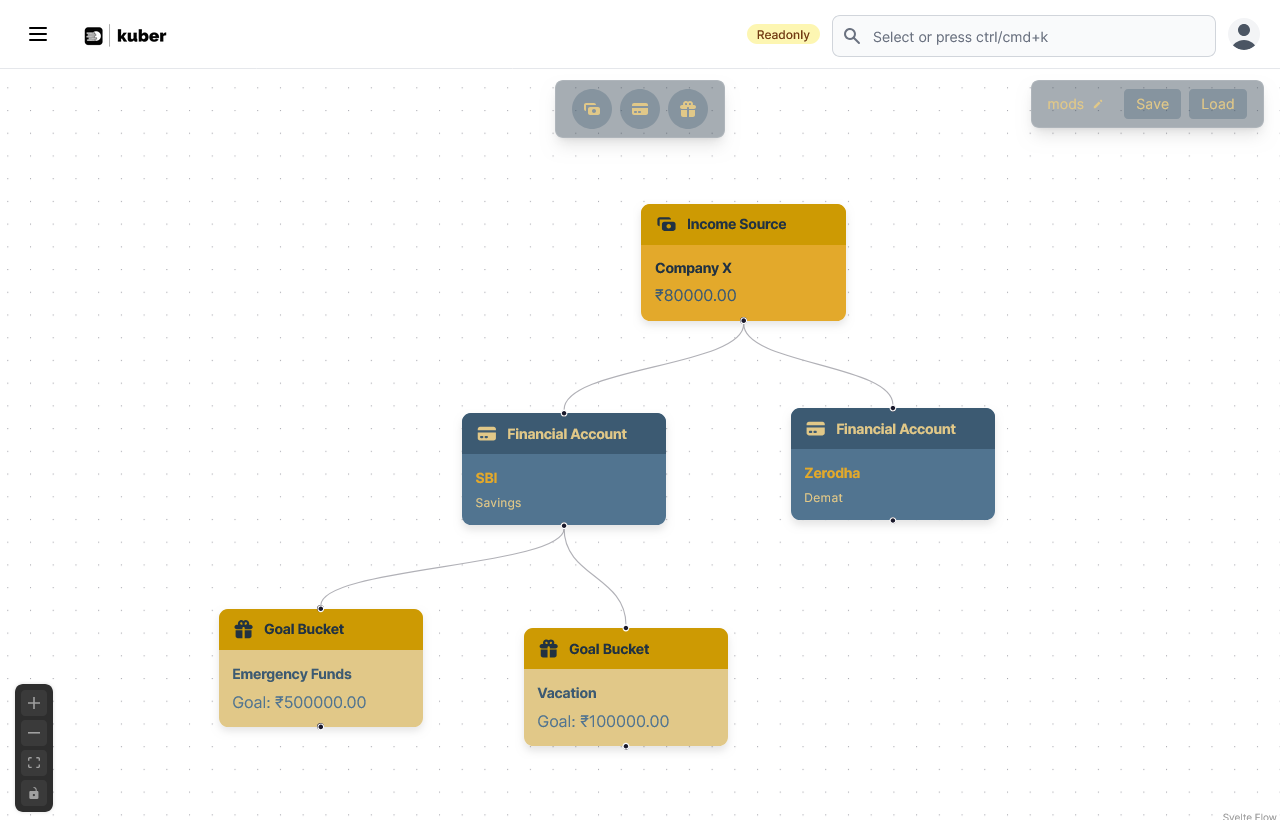 kuber
Readonly
Select or press ctrl/cmd+k
mods
Save
Load
Income Source
Company X
₹80000.00
Financial Account
SBI
Savings
Financial Account
Zerodha
Demat
Goal Bucket
Emergency Funds
Goal: ₹500000.00
Goal Bucket
Vacation
Goal: ₹100000.00
Svelte Flow